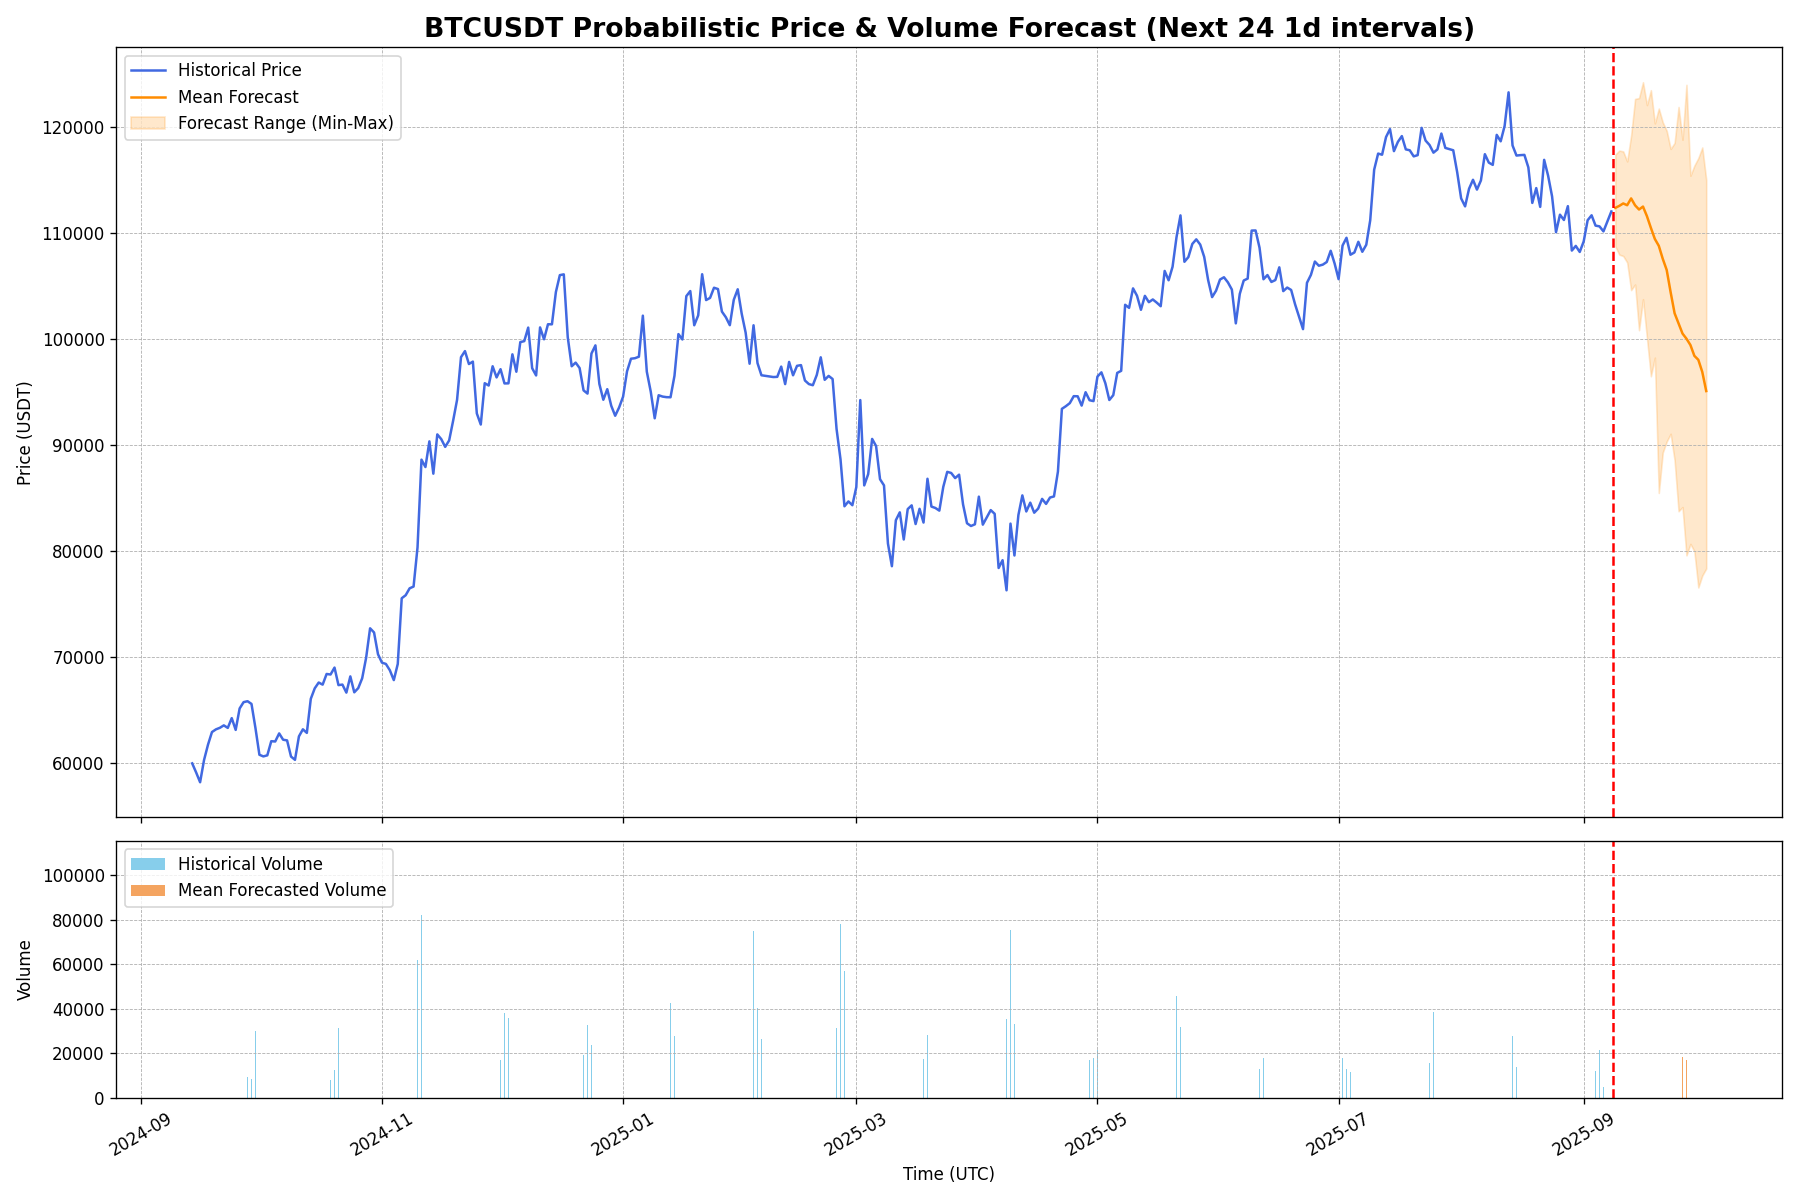 BTCUSDT Probabilistic Price & Volume Forecast (Next 24 1d intervals)
Historical Price
Mean Forecast
Forecast Range (Min-Max)
120000
110000
100000
90000
80000
70000
60000
Price (USDT)
Historical Volume
Mean Forecasted Volume
100000
80000
60000
40000
20000
0
Volume
2024-09
2024-11
2025-01
2025-03
2025-05
2025-07
2025-09
Time (UTC)